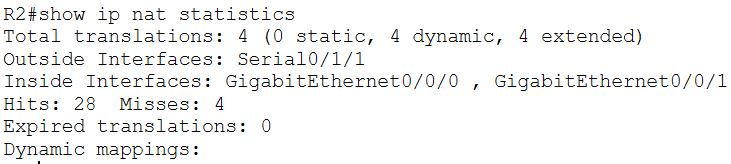 R2#show ip nat statistics
Total translations: 4 (0 static, 4 dynamic, 4 extended)
Outside Interfaces: Serial0/1/1
Inside Interfaces: GigabitEthernet0/0/0 , GigabitEthernet0/0/1
Hits: 28  Misses: 4
Expired translations: 0
Dynamic mappings: